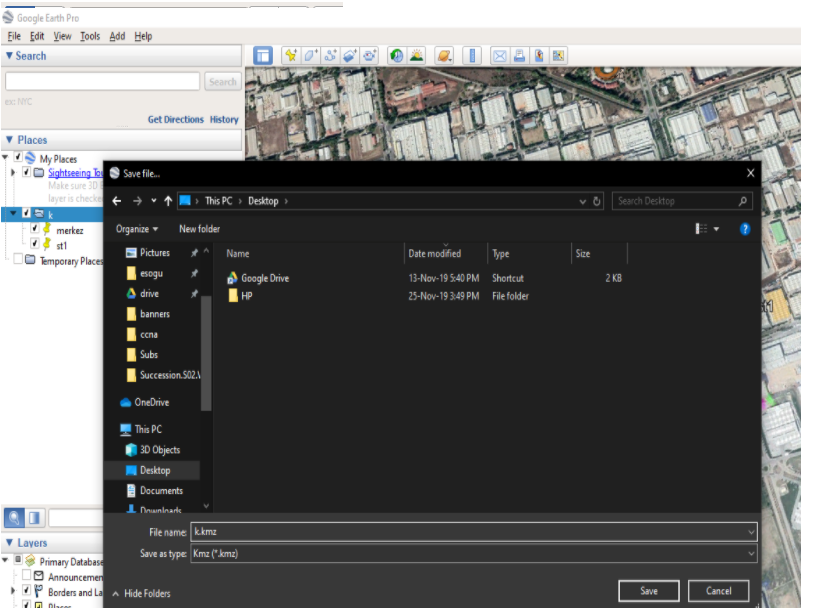 Google Earth Pro
File Edit View Tools Add Help
Search
Search
ex: NYC
Get Directions History
Places
My Places
Sightseeing Tou
Make sure 3D B
layer is checke
k
merkez
st1
Temporary Places
Save file...
This PC > Desktop >
Search Desktop
Organize New folder
Name Date modified Type Size
Pictures
esogu
drive
banners
ccna
Subs
Succession.S02.
OneDrive
This PC
3D Objects
Desktop
Documents
Downloads
Google Drive 13-Nov-19 5:40 PM Shortcut 2 KB
HP 25-Nov-19 3:49 PM File folder
File name: k.kmz
Save as type: Kmz (*.kmz)
Hide Folders
Save Cancel
Layers
Primary Database
Announcemen
Borders and La
Places